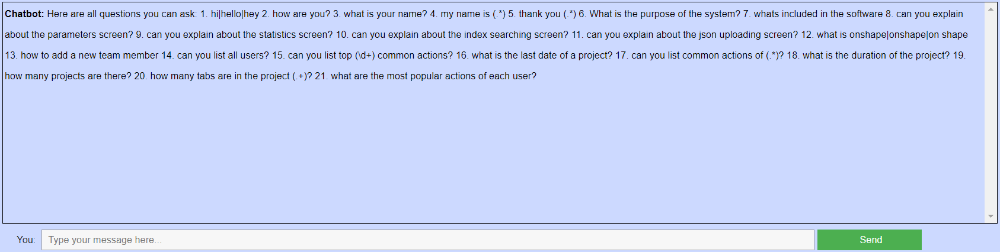 Chatbot: Here are all questions you can ask: 1. hi|hello|hey 2. how are you? 3. what is your name? 4. my name is (.*) 5. thank you (.*) 6. What is the purpose of the system? 7. whats included in the software 8. can you explain
about the parameters screen? 9. can you explain about the statistics screen? 10. can you explain about the index searching screen? 11. can you explain about the json uploading screen? 12. what is onshape|onshape|on shape
13. how to add a new team member 14. can you list all users? 15. can you list top (\d+) common actions? 16. what is the last date of a project? 17. can you list common actions of (.*)? 18. what is the duration of the project? 19.
how many projects are there? 20. how many tabs are in the project (.+)? 21. what are the most popular actions of each user?
You: Type your message here... Send